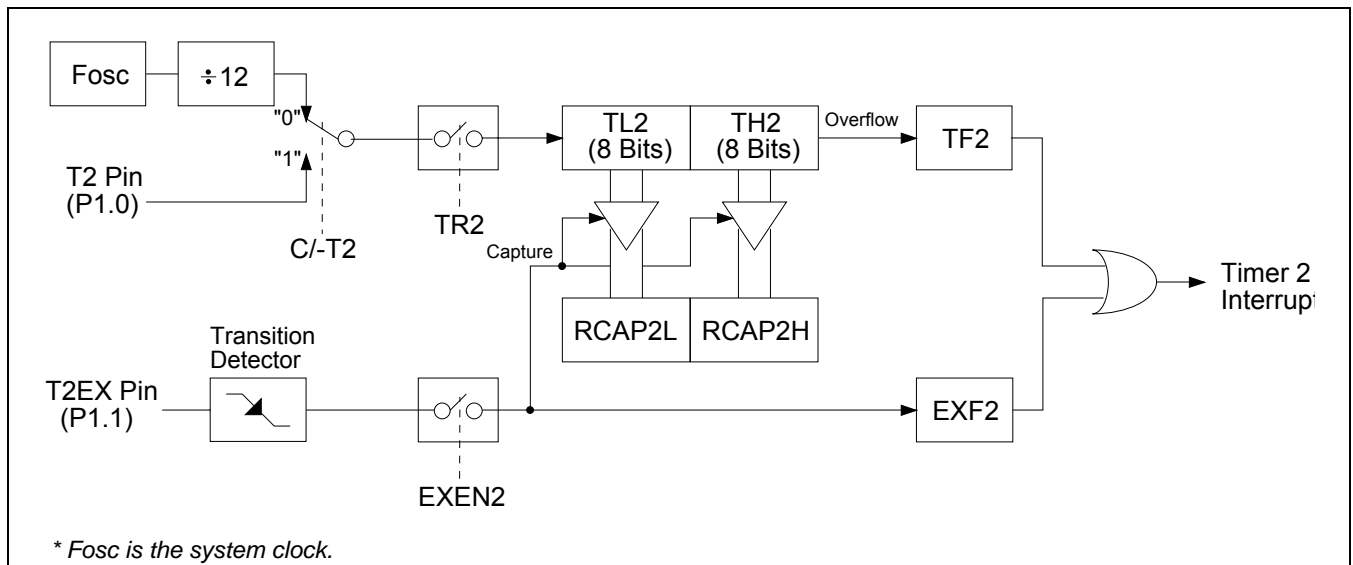 Fosc
÷12
"0"
"1"
T2 Pin
(P1.0)
C/-T2
TR2
TL2
(8 Bits)
TH2
(8 Bits)
Overflow
TF2
Capture
RCAP2L
RCAP2H
Timer 2
Interrupt
Transition
Detector
T2EX Pin
(P1.1)
EXEN2
EXF2
* Fosc is the system clock.